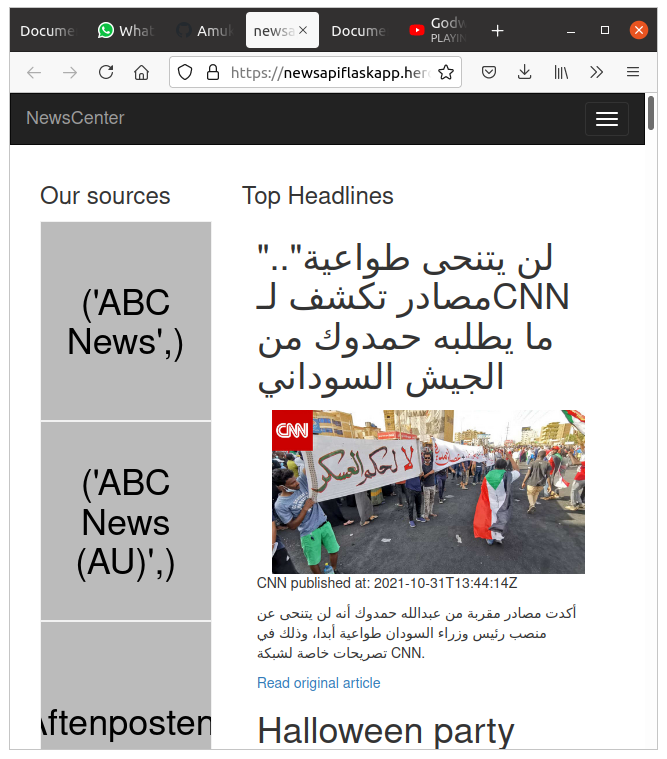 Docume
What
Amuk
newsa
Docume
Godw
PLAYIN
https://newsapiflaskapp.hero
NewsCenter
Our sources
Top Headlines
('ABC
News',)
('ABC
News
(AU)',)
Aftenposten
"لن يتنحى طواعية"..
مصادر تكشف لـCNN
ما يطلبه حمدوك من
الجيش السوداني
CNN
لا لحكم العسكر
CNN published at: 2021-10-31T13:44:14Z
أكدت مصادر مقربة من عبدالله حمدوك أنه لن يتنحى عن
منصب رئيس وزراء السودان طواعية أبدا، وذلك في
تصريحات خاصة لشبكة CNN.
Read original article
Halloween party